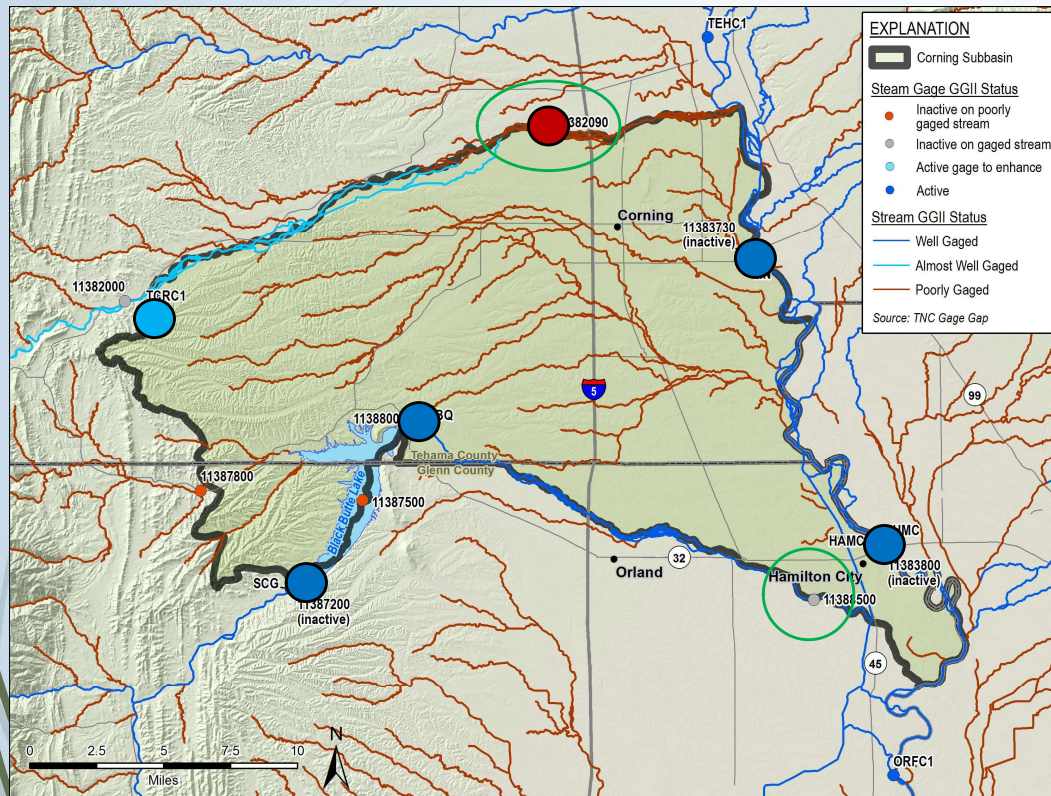 TEHC1
EXPLANATION
Corning Subbasin
Steam Gage GGII Status
Inactive on poorly
gaged stream
Inactive on gaged stream
Active gage to enhance
Active
Stream GGII Status
Well Gaged
Almost Well Gaged
Poorly Gaged
Source: TNC Gage Gap
382090
Corning
11383730
(inactive)
11382000
TCRC1
5
99
1138800
BQ
Tehama County
Glenn County
11387800
11387500
Black Butte Lake
SCG
11387200
(inactive)
Orland
32
HAMC
HMC
11383800
(inactive)
Hamilton City
11388500
45
ORFC1
N
0 2.5 5 7.5 10
Miles